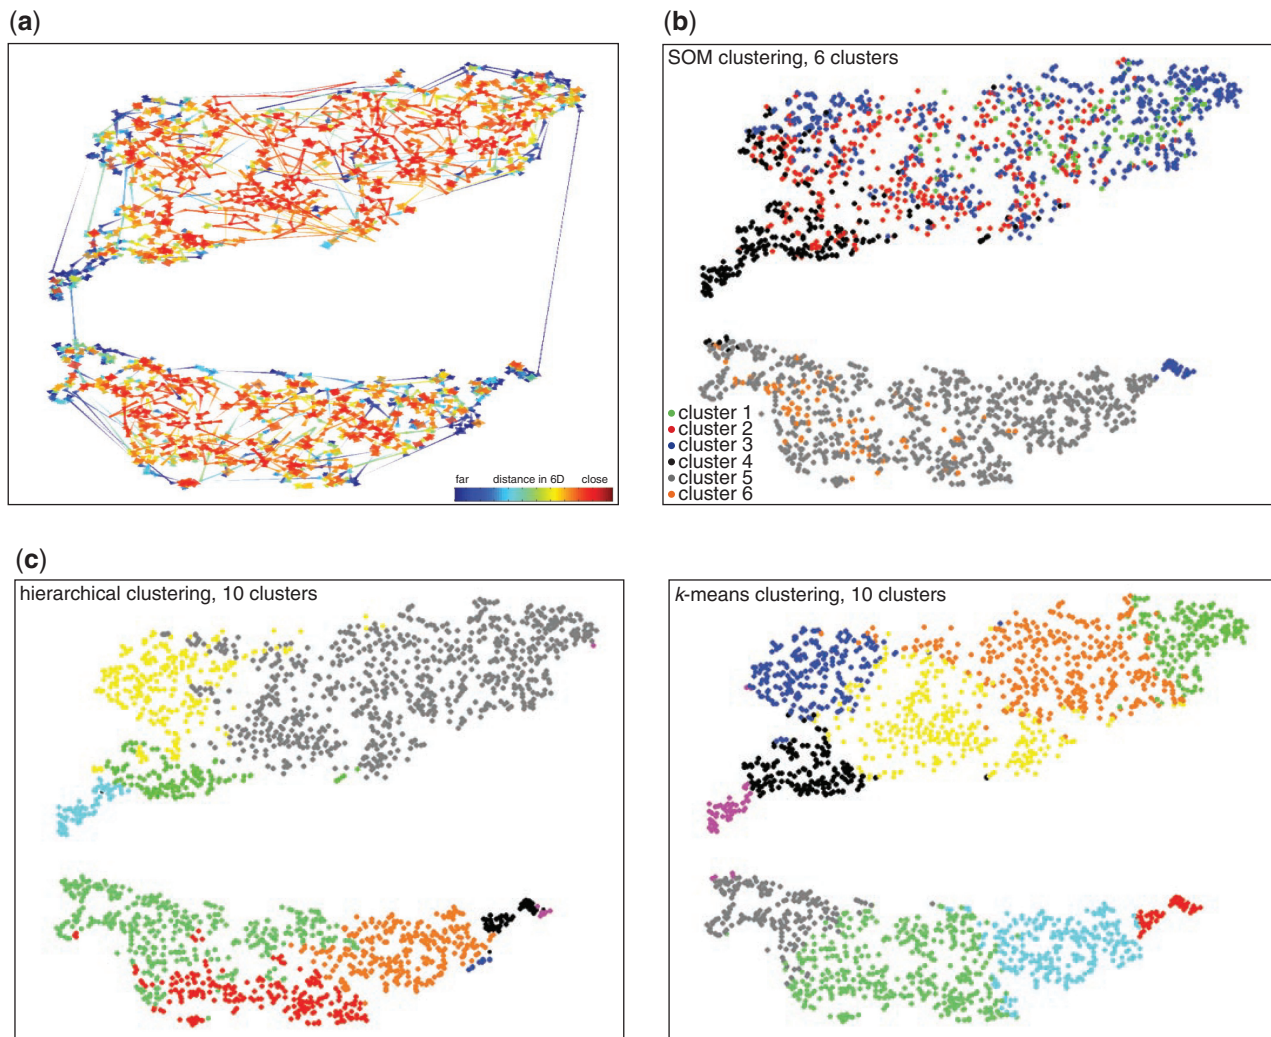 (a)
far distance in 6D close
(b)
SOM clustering, 6 clusters
cluster 1
cluster 2
cluster 3
cluster 4
cluster 5
cluster 6
(c)
hierarchical clustering, 10 clusters
k-means clustering, 10 clusters